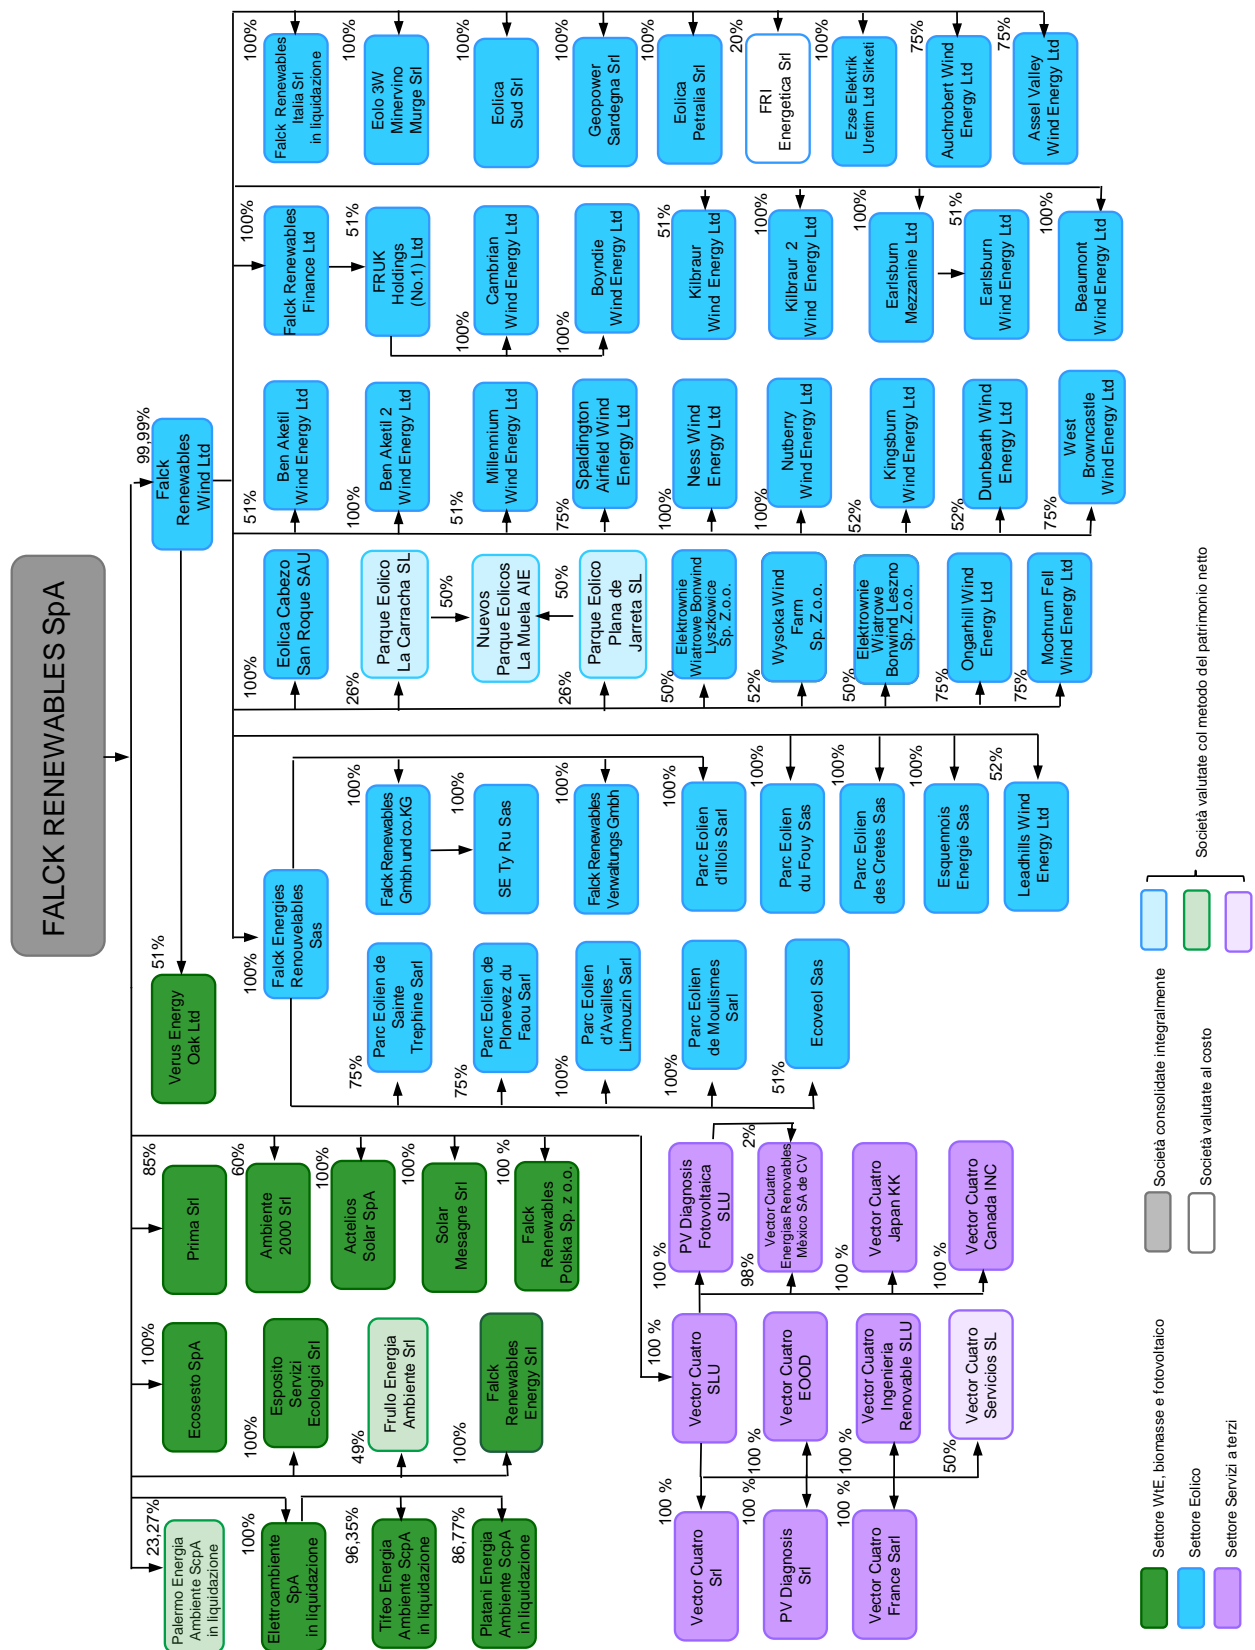 FALCK RENEWABLES SpA
23,27%
Palermo Energia
Ambiente ScpA
in liquidazione
100%
Elettroambiente
SpA
in liquidazione
96,35%
Tifeo Energia
Ambiente ScpA
in liquidazione
86,77%
Platani Energia
Ambiente ScpA
in liquidazione
100%
Ecosesto SpA
100%
Esposito
Servizi
Ecologici Srl
49%
Frullo Energia
Ambiente Srl
100%
Falck
Renewables
Energy Srl
85%
Prima Srl
60%
Ambiente
2000 Srl
100%
Actelios
Solar SpA
100%
Solar
Mesagne Srl
100 %
Falck
Renewables
Polska Sp. z o.o.
51%
Verus Energy
Oak Ltd
99,99%
Falck
Renewables
Wind Ltd
100 %
Vector Cuatro
SLU
100 %
Vector Cuatro
Srl
100 %
PV Diagnosis
Srl
100 %
Vector Cuatro
France Sarl
100 %
Vector Cuatro
EOOD
100 %
Vector Cuatro
Ingenieria
Renovable SLU
50%
Vector Cuatro
Servicios SL
100 %
PV Diagnosis
Fotovoltaica
SLU
2%
98%
Vector Cuatro
Energias Renovables
Mèxico SA de CV
100 %
Vector Cuatro
Japan KK
100 %
Vector Cuatro
Canada INC
100%
Falck Energies
Renouvelables
Sas
75%
Parc Eolien de
Sainte
Trephine Sarl
75%
Parc Eolien de
Plonevez du
Faou Sarl
100%
Parc Eolien
d'Availles –
Limouzin Sarl
100%
Parc Eolien
de Moulismes
Sarl
51%
Ecoveol Sas
100%
Falck Renewables
Gmbh und co.KG
100%
SE Ty Ru Sas
100%
Falck Renewables
Verwaltungs Gmbh
100%
Parc Eolien
d'Illois Sarl
100%
Parc Eolien
du Fouy Sas
100%
Parc Eolien
des Cretes Sas
100%
Esquennois
Energie Sas
52%
Leadhills Wind
Energy Ltd
100%
Eolica Cabezo
San Roque SAU
26%
Parque Eolico
La Carracha SL
50%
Nuevos
Parque Eolicos
La Muela AIE
50%
26%
Parque Eolico
Plana de
Jarreta SL
50%
Elektrownie
Wiatrowe Bonwind
Lyszkowice
Sp. Z.o.o.
52%
Wysoka Wind
Farm
Sp. Z.o.o.
50%
Elektrownie
Wiatrowe
Bonwind Leszno
Sp. Z.o.o.
75%
Ongarhill Wind
Energy Ltd
75%
Mochrum Fell
Wind Energy Ltd
51%
Ben Aketil
Wind Energy Ltd
100%
Ben Aketil 2
Wind Energy Ltd
51%
Millennium
Wind Energy Ltd
75%
Spaldington
Airfield Wind
Energy Ltd
100%
Ness Wind
Energy Ltd
100%
Nutberry
Wind Energy Ltd
52%
Kingsburn
Wind Energy Ltd
52%
Dunbeath Wind
Energy Ltd
75%
West
Browncastle
Wind Energy Ltd
100%
Falck Renewables
Finance Ltd
51%
FRUK
Holdings
(No.1) Ltd
100%
Cambrian
Wind Energy Ltd
100%
Boyndie
Wind Energy Ltd
51%
Kilbraur
Wind Energy Ltd
100%
Kilbraur 2
Wind Energy Ltd
100%
Earlsburn
Mezzanine Ltd
51%
Earlsburn
Wind Energy Ltd
100%
Beaumont
Wind Energy Ltd
100%
Falck Renewables
Italia Srl
in liquidazione
100%
Eolo 3W
Minervino
Murge Srl
100%
Eolica
Sud Srl
100%
Geopower
Sardegna Srl
100%
Eolica
Petralia Srl
20%
FRI
Energetica Srl
100%
Ezse Elektrik
Uretim Ltd Sirketi
75%
Auchrobert Wind
Energy Ltd
75%
Assel Valley
Wind Energy Ltd
Settore WtE, biomasse e fotovoltaico
Settore Eolico
Settore Servizi a terzi
Società consolidate integralmente
Società valutate al costo
Società valutate col metodo del patrimonio netto